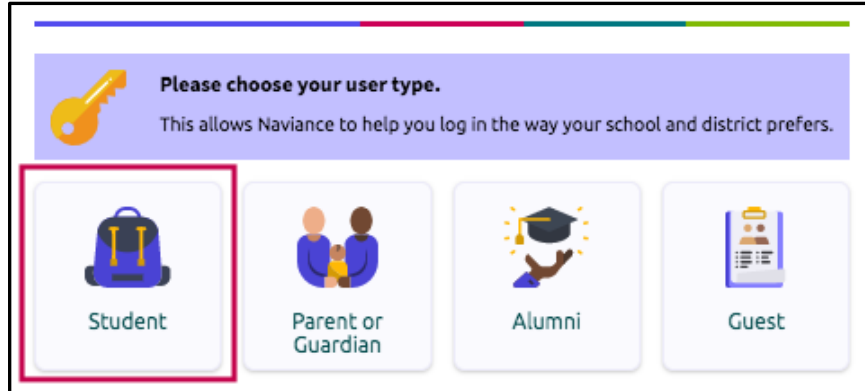 Please choose your user type.
This allows Naviance to help you log in the way your school and district prefers.
Student
Parent or
Guardian
Alumni
Guest